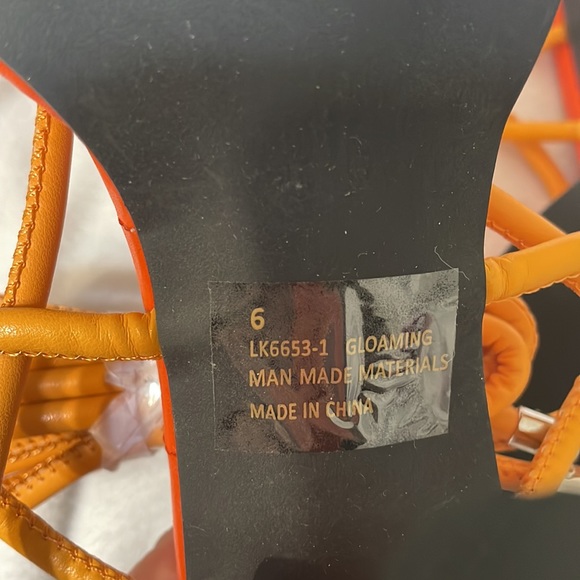 6
LK6653-1 GLOAMING
MAN MADE MATERIALS
MADE IN CHINA